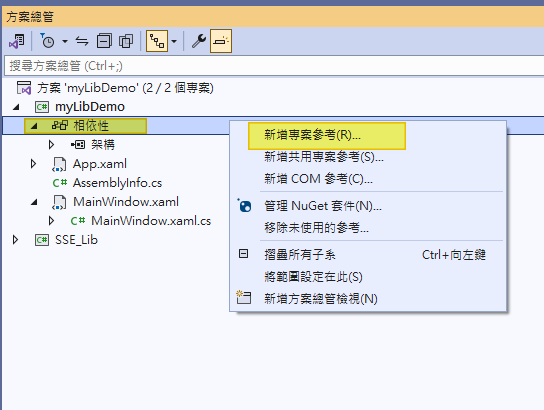 方案總管
搜尋方案總管 (Ctrl+;)
方案 'myLibDemo' (2 / 2 個專案)
myLibDemo
相依性
架構
App.xaml
AssemblyInfo.cs
MainWindow.xaml
MainWindow.xaml.cs
SSE_Lib
新增專案參考(R)...
新增共用專案參考(S)...
新增 COM 參考(C)...
管理 NuGet 套件(N)...
移除未使用的參考...
摺疊所有子系 Ctrl+向左鍵
將範圍設定在此(S)
新增方案總管檢視(N)